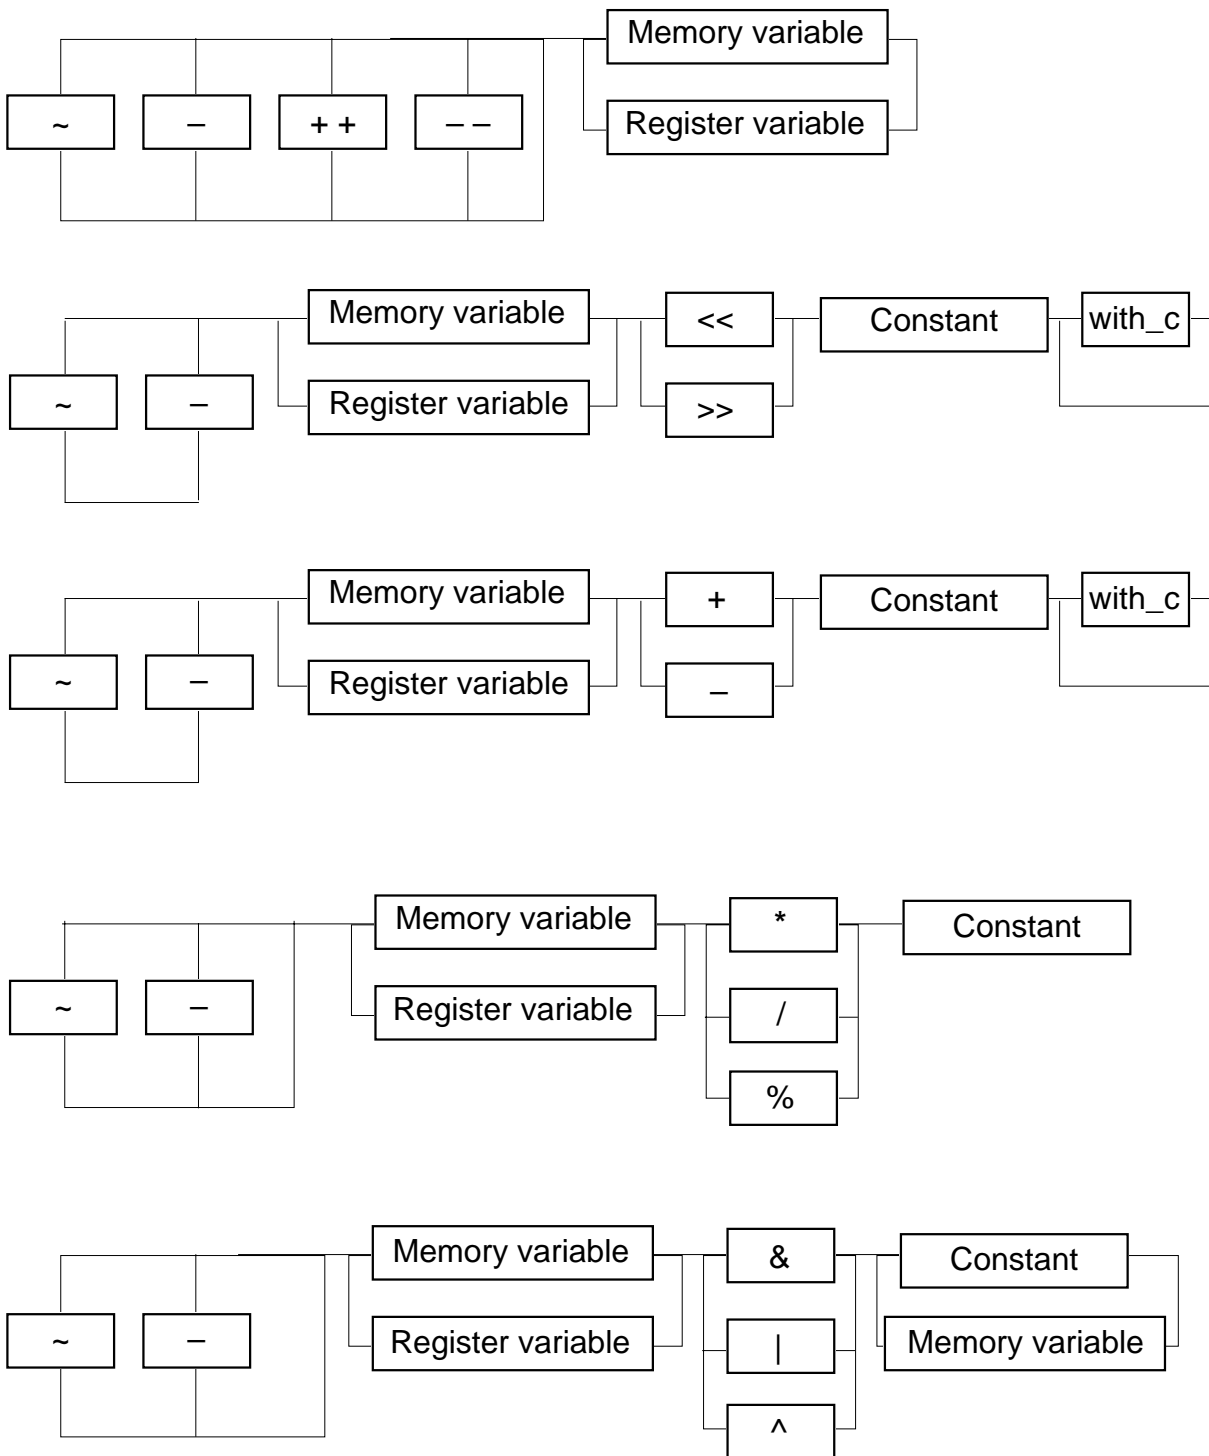 Memory variable
~ – + + – – Register variable
Memory variable << Constant with_c
~ – Register variable >>
Memory variable + Constant with_c
~ – Register variable –
Memory variable * Constant
~ – Register variable /
%
Memory variable & Constant
~ – Register variable | Memory variable
^